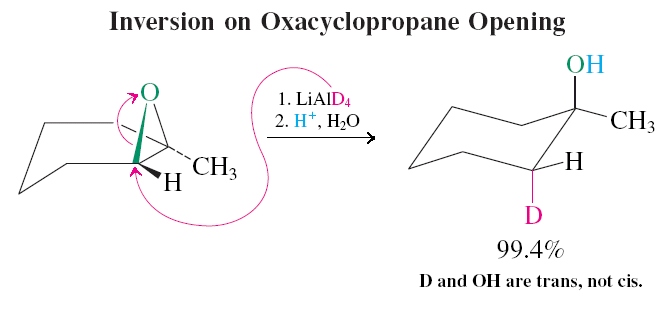 Inversion on Oxacyclopropane Opening
O
CH₃
H
1. LiAlD₄
2. H⁺, H₂O
OH
CH₃
H
D
99.4%
D and OH are trans, not cis.